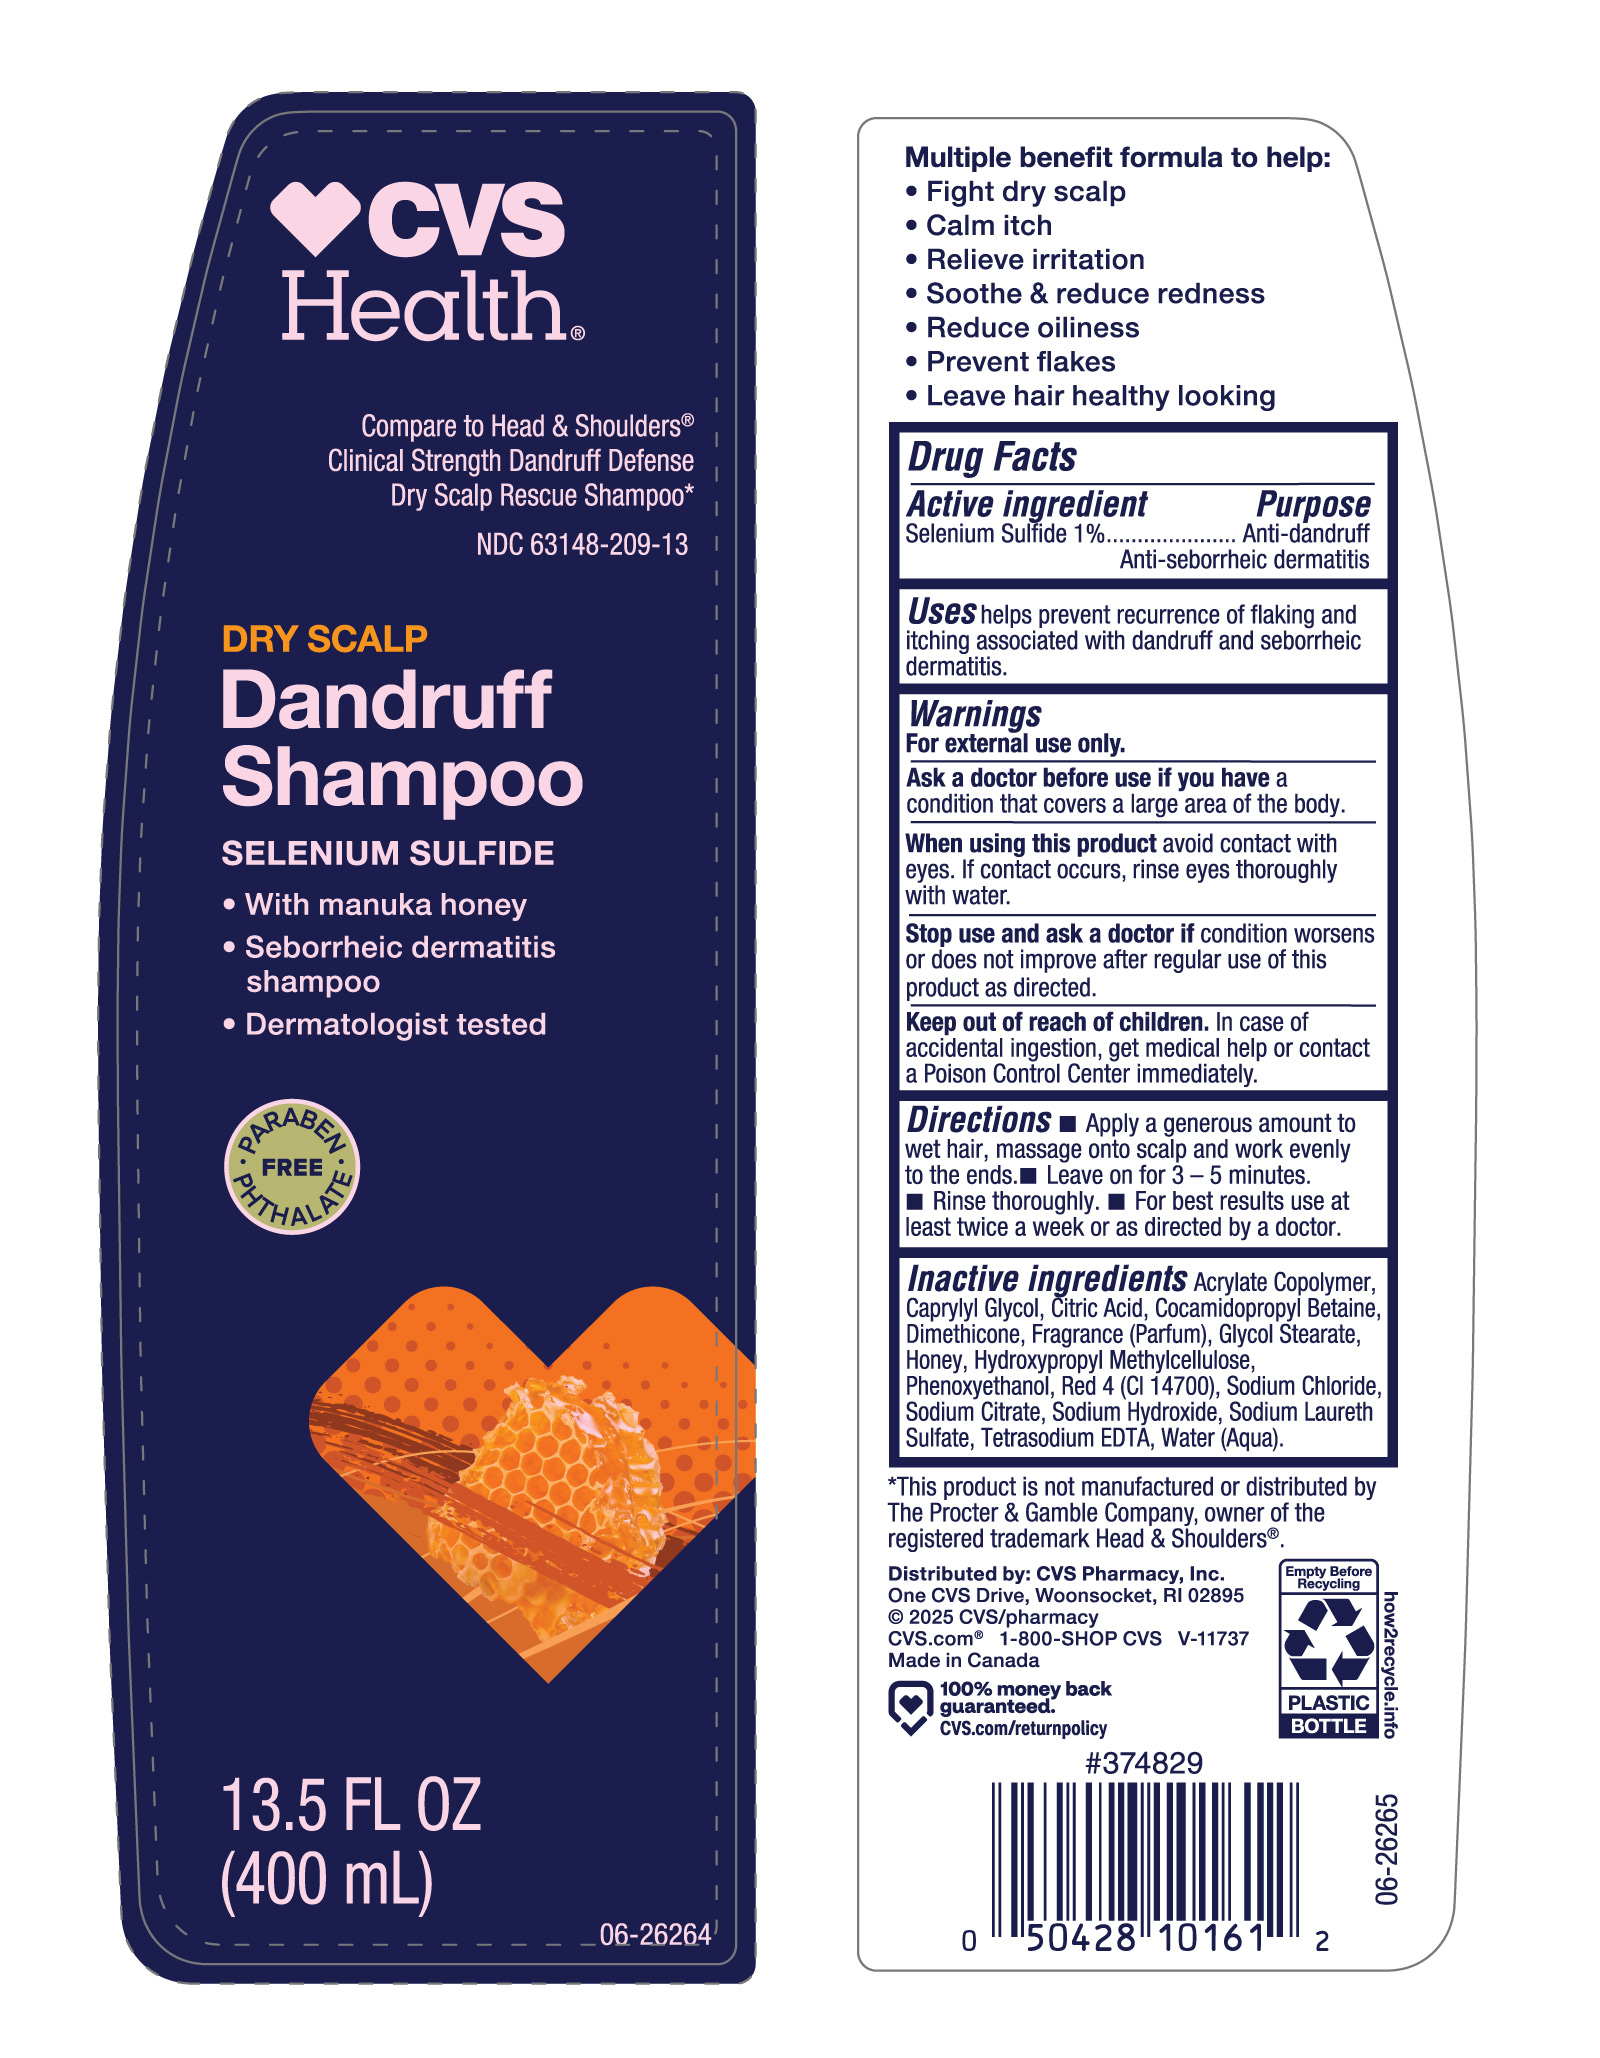 CVS
Health®
Compare to Head & Shoulders®
Clinical Strength Dandruff Defense
Dry Scalp Rescue Shampoo*
NDC 63148-209-13
DRY SCALP
Dandruff
Shampoo
SELENIUM SULFIDE
• With manuka honey
• Seborrheic dermatitis
shampoo
• Dermatologist tested
• PARABEN •
FREE
PHTHALATE
13.5 FL OZ
(400 mL)
06-26264
Multiple benefit formula to help:
• Fight dry scalp
• Calm itch
• Relieve irritation
• Soothe & reduce redness
• Reduce oiliness
• Prevent flakes
• Leave hair healthy looking
Drug Facts
Active ingredient Purpose
Selenium Sulfide 1%..................... Anti-dandruff
Anti-seborrheic dermatitis
Uses helps prevent recurrence of flaking and
itching associated with dandruff and seborrheic
dermatitis.
Warnings
For external use only.
Ask a doctor before use if you have a
condition that covers a large area of the body.
When using this product avoid contact with
eyes. If contact occurs, rinse eyes thoroughly
with water.
Stop use and ask a doctor if condition worsens
or does not improve after regular use of this
product as directed.
Keep out of reach of children. In case of
accidental ingestion, get medical help or contact
a Poison Control Center immediately.
Directions ■ Apply a generous amount to
wet hair, massage onto scalp and work evenly
to the ends.■ Leave on for 3 – 5 minutes.
■ Rinse thoroughly. ■ For best results use at
least twice a week or as directed by a doctor.
Inactive ingredients Acrylate Copolymer,
Caprylyl Glycol, Citric Acid, Cocamidopropyl Betaine,
Dimethicone, Fragrance (Parfum), Glycol Stearate,
Honey, Hydroxypropyl Methylcellulose,
Phenoxyethanol, Red 4 (CI 14700), Sodium Chloride,
Sodium Citrate, Sodium Hydroxide, Sodium Laureth
Sulfate, Tetrasodium EDTA, Water (Aqua).
*This product is not manufactured or distributed by
The Procter & Gamble Company, owner of the
registered trademark Head & Shoulders®.
Distributed by: CVS Pharmacy, Inc.
One CVS Drive, Woonsocket, RI 02895
© 2025 CVS/pharmacy
CVS.com® 1-800-SHOP CVS V-11737
Made in Canada
100% money back
guaranteed.
CVS.com/returnpolicy
Empty Before
Recycling
PLASTIC
BOTTLE
how2recycle.info
#374829
0 50428 10161 2
06-26265